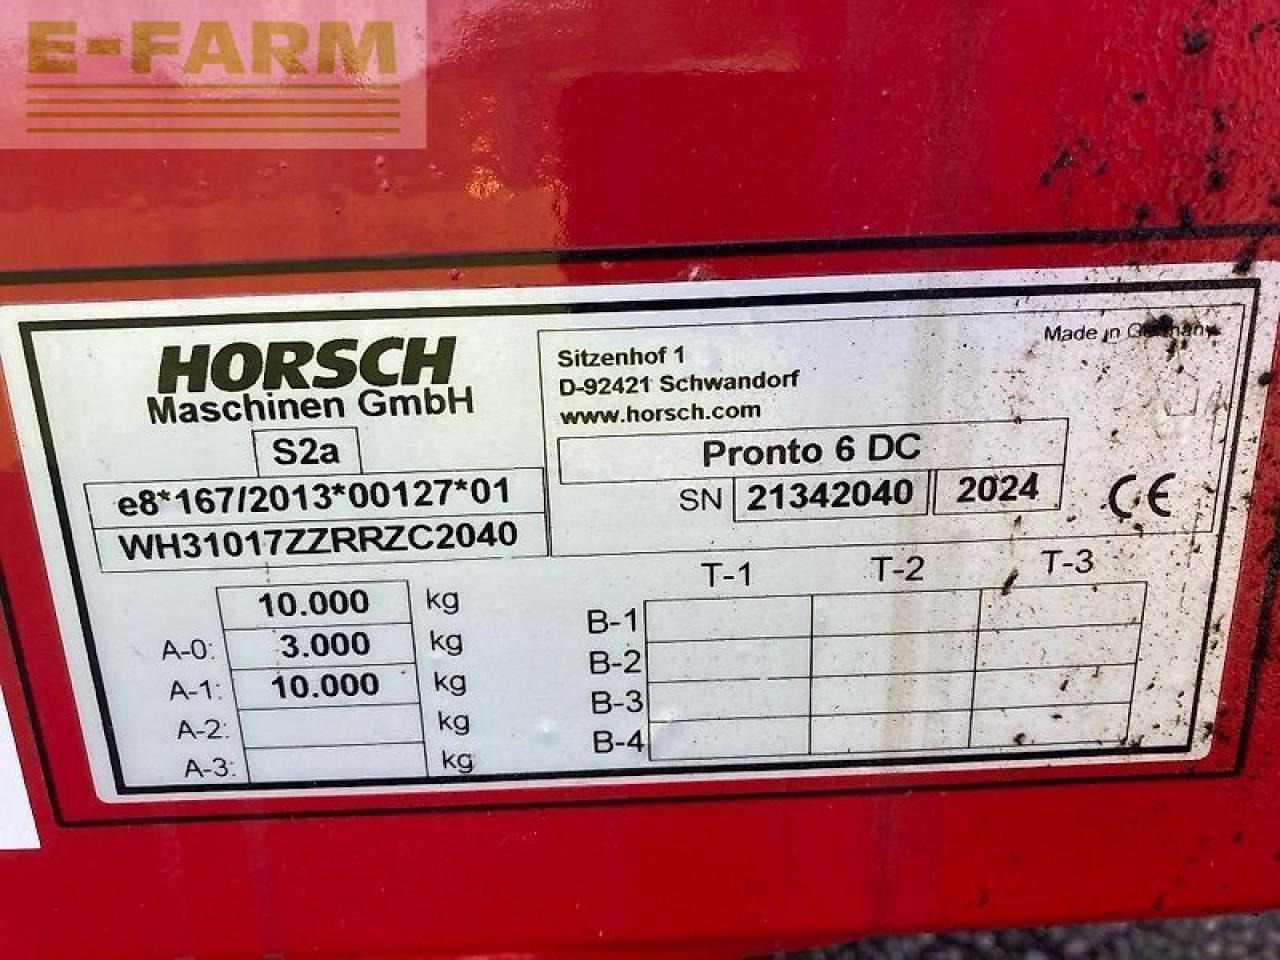 E-FARM
HORSCH
Maschinen GmbH
S2a
e8*167/2013*00127*01
WH31017ZZRRZC2040
Sitzenhof 1
D-92421 Schwandorf
www.horsch.com
Made in Germany
Pronto 6 DC
SN 21342040 2024
CE
10.000 kg
A-0: 3.000 kg
A-1: 10.000 kg
A-2: kg
A-3: kg
T-1 T-2 T-3
B-1
B-2
B-3
B-4